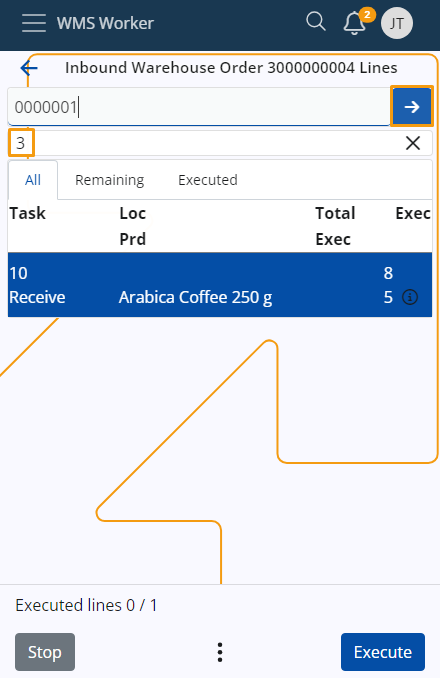 WMS Worker
2
JT
Inbound Warehouse Order 3000000004 Lines
0000001
3
All Remaining Executed
Task Loc Total Exec
Prd Exec
10 8
Receive Arabica Coffee 250 g 5
Executed lines 0 / 1
Stop Execute